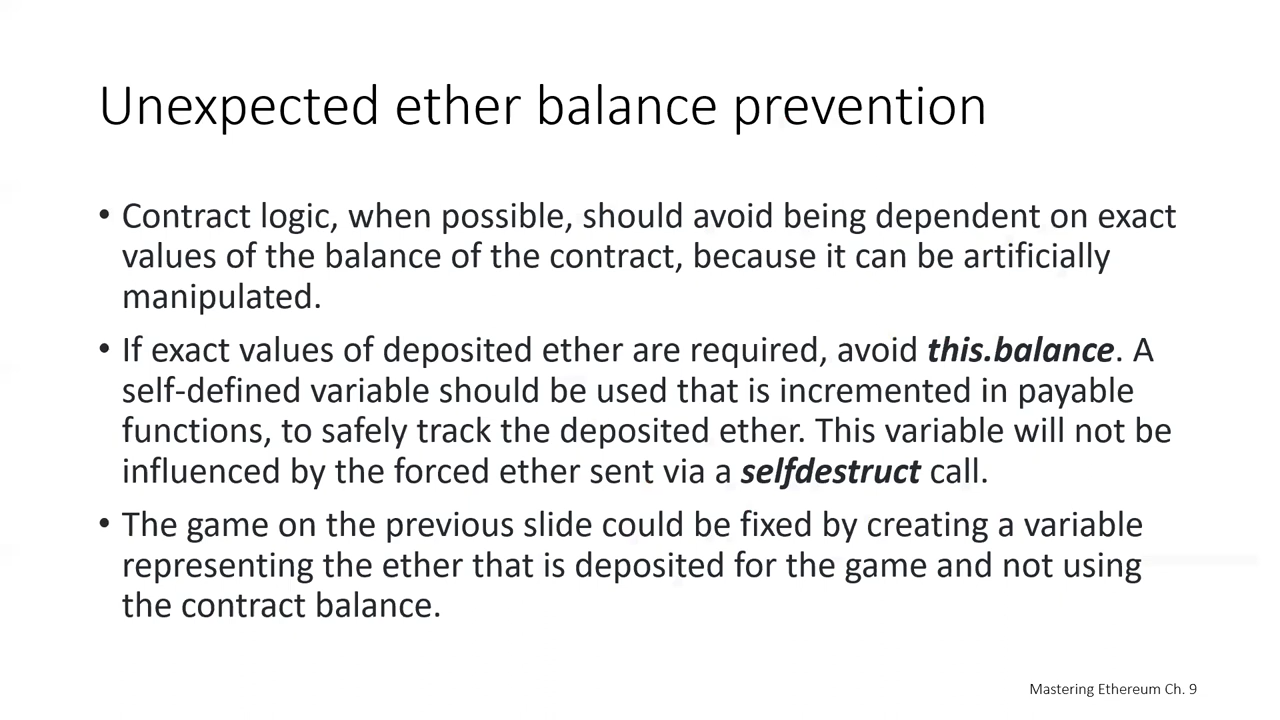 Unexpected ether balance prevention
• Contract logic, when possible, should avoid being dependent on exact
values of the balance of the contract, because it can be artificially
manipulated.
• If exact values of deposited ether are required, avoid this.balance. A
self-defined variable should be used that is incremented in payable
functions, to safely track the deposited ether. This variable will not be
influenced by the forced ether sent via a selfdestruct call.
• The game on the previous slide could be fixed by creating a variable
representing the ether that is deposited for the game and not using
the contract balance.
Mastering Ethereum Ch. 9